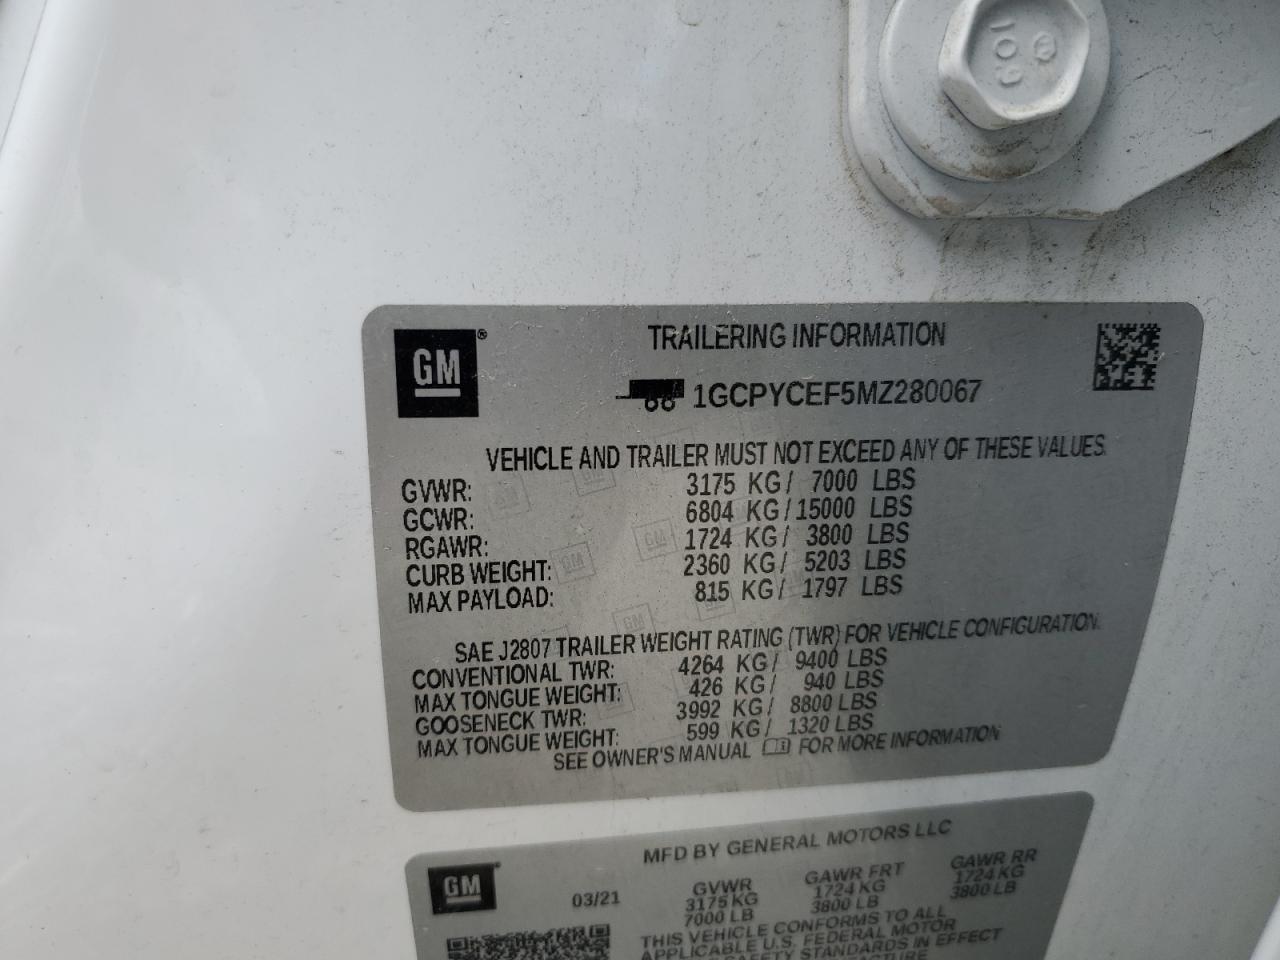 109
GM ®
TRAILERING INFORMATION
1GCPYCEF5MZ280067
VEHICLE AND TRAILER MUST NOT EXCEED ANY OF THESE VALUES.
GVWR: 3175 KG/ 7000 LBS
GCWR: 6804 KG/15000 LBS
RGAWR: 1724 KG/ 3800 LBS
CURB WEIGHT: 2360 KG/ 5203 LBS
MAX PAYLOAD: 815 KG/ 1797 LBS
SAE J2807 TRAILER WEIGHT RATING (TWR) FOR VEHICLE CONFIGURATION.
CONVENTIONAL TWR: 4264 KG/ 9400 LBS
MAX TONGUE WEIGHT: 426 KG/ 940 LBS
GOOSENECK TWR: 3992 KG/ 8800 LBS
MAX TONGUE WEIGHT: 599 KG/ 1320 LBS
SEE OWNER'S MANUAL FOR MORE INFORMATION
MFD BY GENERAL MOTORS LLC
GM
03/21
GVWR GAWR FRT GAWR RR
3175 KG 1724 KG 1724 KG
7000 LB 3800 LB 3800 LB
THIS VEHICLE CONFORMS TO ALL
APPLICABLE U.S. FEDERAL MOTOR
SAFETY STANDARDS IN EFFECT